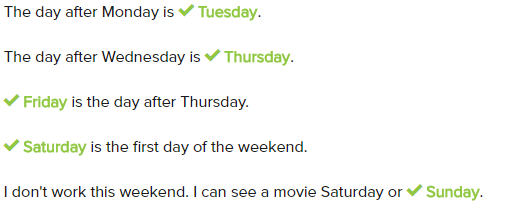 The day after Monday is ✔ Tuesday.
The day after Wednesday is ✔ Thursday.
✔ Friday is the day after Thursday.
✔ Saturday is the first day of the weekend.
I don't work this weekend. I can see a movie Saturday or ✔ Sunday.